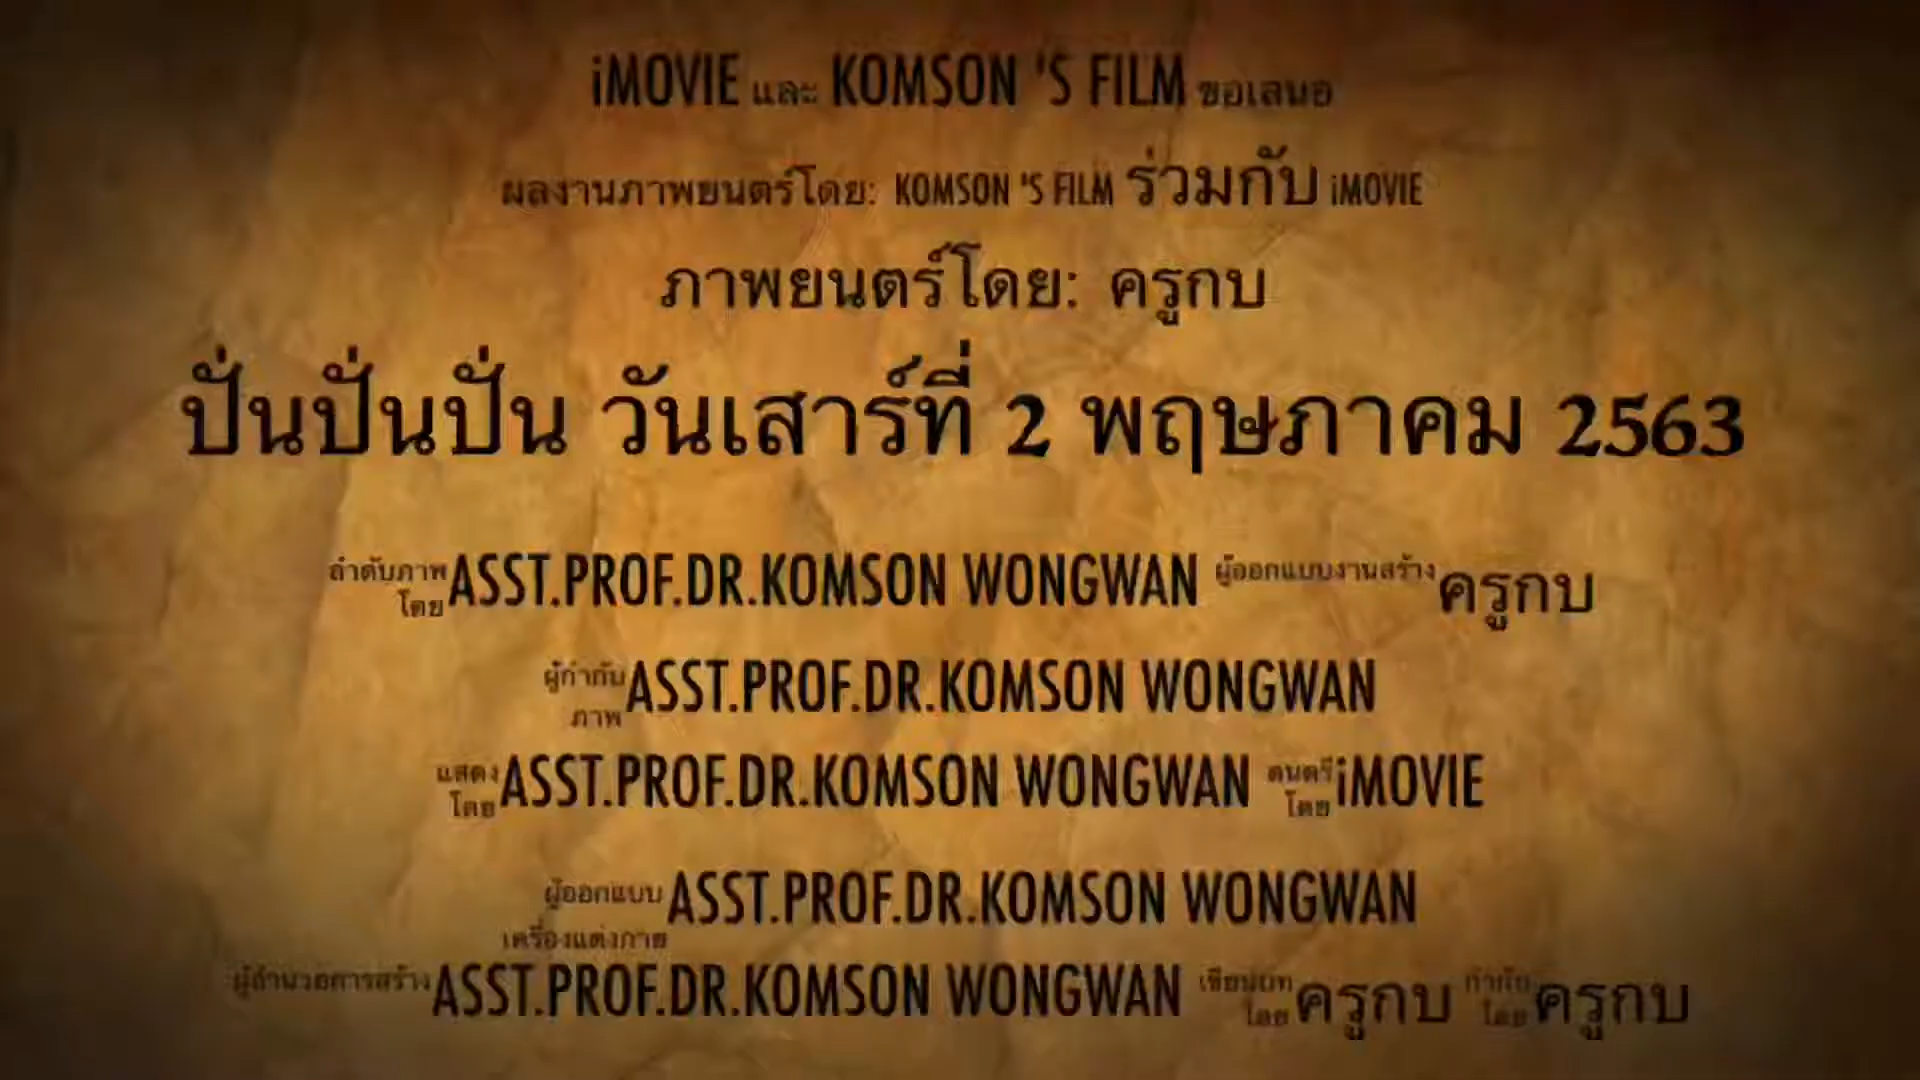 iMOVIE และ KOMSON 'S FILM ขอเสนอ
ผลงานภาพยนตร์โดย: KOMSON 'S FILM ร่วมกับ iMOVIE
ภาพยนตร์โดย: ครูกบ
ปั่นปั่นปั่น วันเสาร์ที่ 2 พฤษภาคม 2563
ลำดับภาพโดย ASST.PROF.DR.KOMSON WONGWAN ผู้ออกแบบงานสร้าง ครูกบ
ผู้กำกับภาพ ASST.PROF.DR.KOMSON WONGWAN
แสดงโดย ASST.PROF.DR.KOMSON WONGWAN ดนตรีโดย iMOVIE
ผู้ออกแบบเครื่องแต่งกาย ASST.PROF.DR.KOMSON WONGWAN
ผู้อำนวยการสร้าง ASST.PROF.DR.KOMSON WONGWAN เขียนบทโดย ครูกบ กำกับโดย ครูกบ